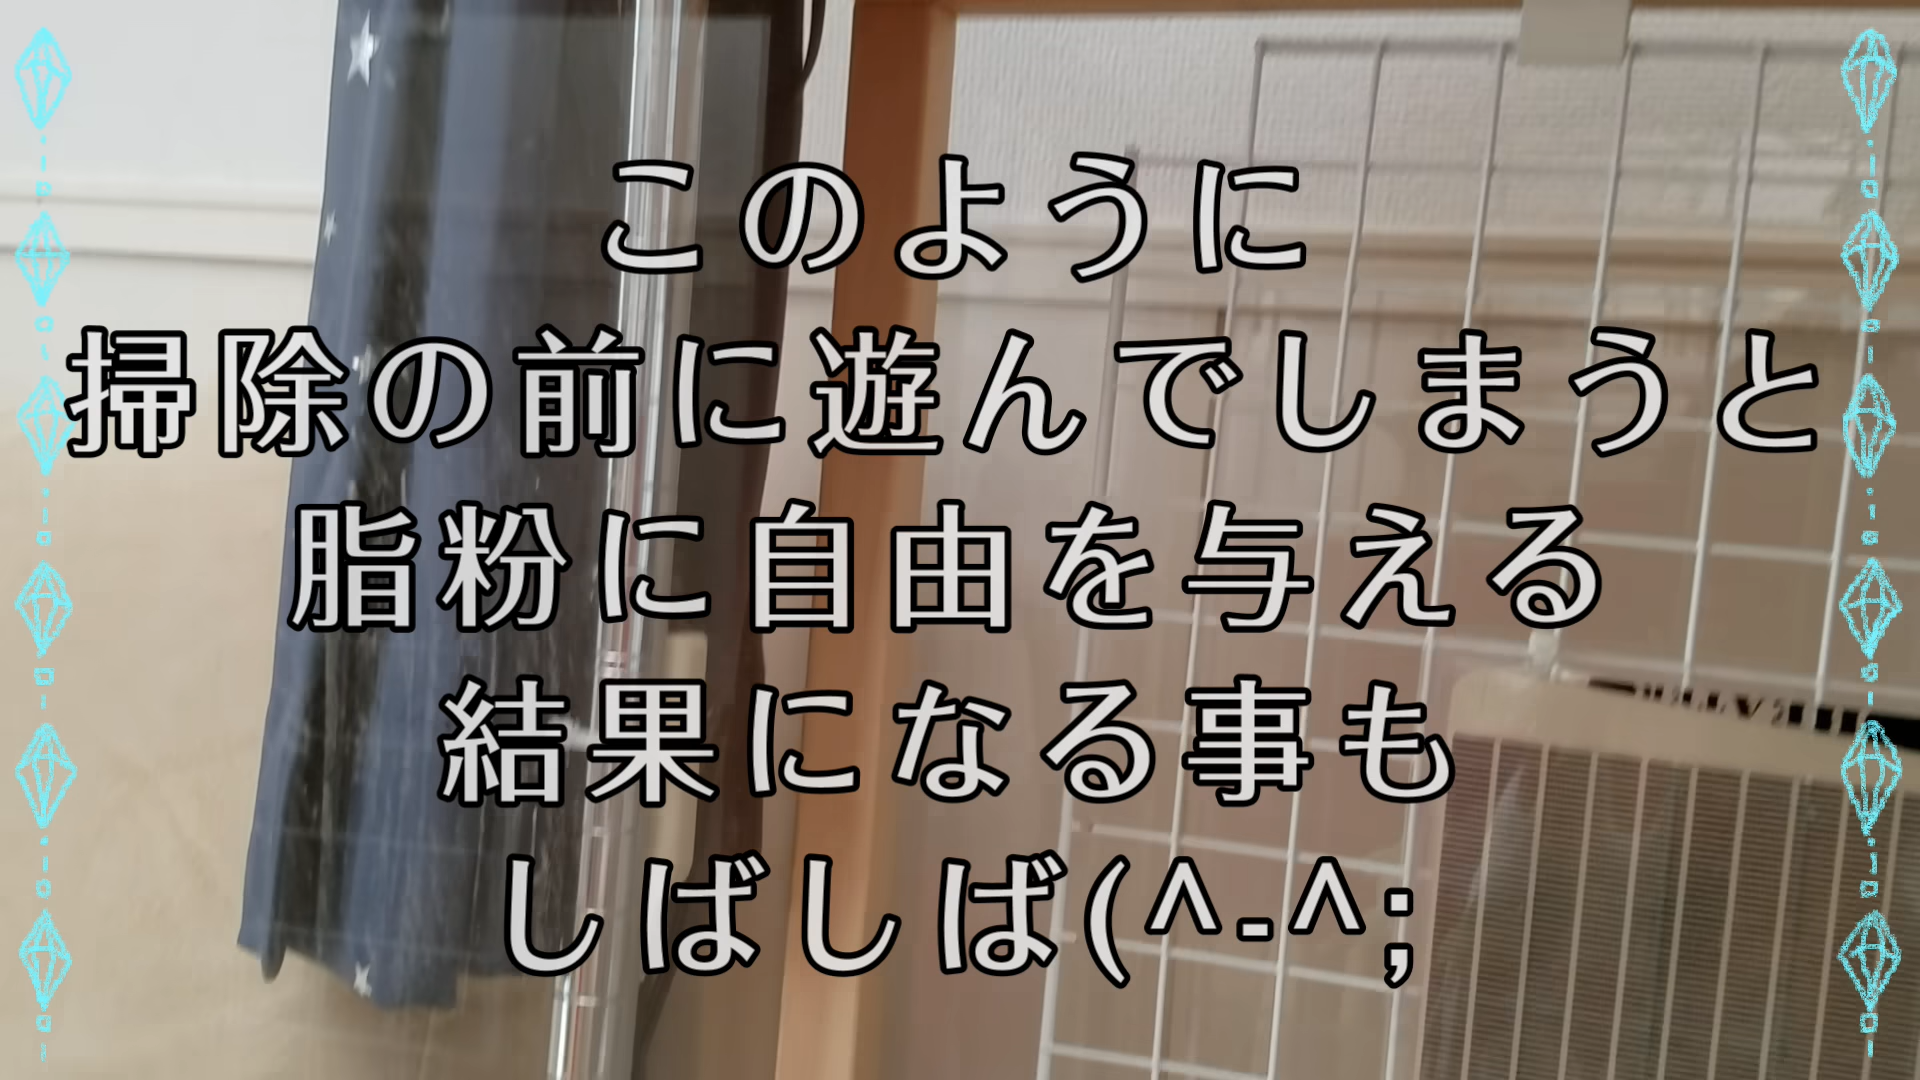 このように
掃除の前に遊んでしまうと
脂粉に自由を与える
結果になる事も
しばしば(^-^;